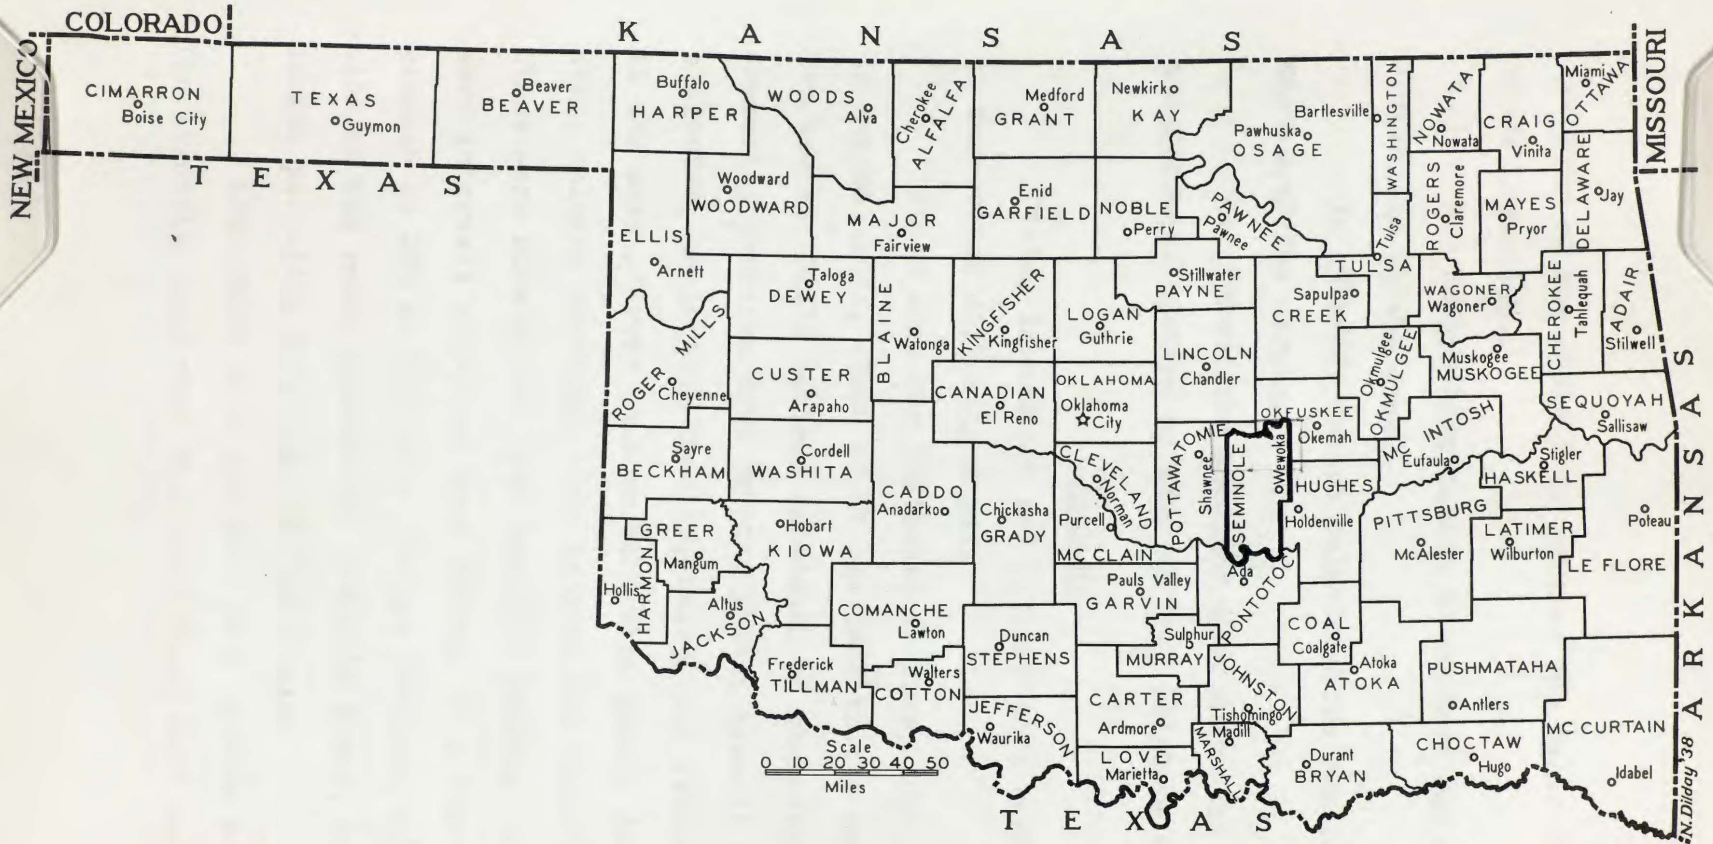 COLORADO
KANSAS
NEW MEXICO
MISSOURI
CIMARRON
Boise City
TEXAS
Guymon
Beaver
BEAVER
Buffalo
HARPER
WOODS
Alva
Cherokee
ALFALFA
Medford
GRANT
Newkirk
KAY
Pawhuska
OSAGE
Bartlesville
WASHINGTON
NOWATA
Nowata
CRAIG
Vinita
Miami
OTTAWA
TEXAS
Woodward
WOODWARD
MAJOR
Fairview
Enid
GARFIELD
NOBLE
Perry
PAWNEE
Pawnee
Tulsa
TULSA
ROGERS
Claremore
MAYES
Pryor
DELAWARE
Jay
ELLIS
Arnett
Taloga
DEWEY
BLAINE
Watonga
KINGFISHER
Kingfisher
LOGAN
Guthrie
Stillwater
PAYNE
Sapulpa
CREEK
WAGONER
Wagoner
CHEROKEE
Tahlequah
ADAIR
Stilwell
ROGER MILLS
Cheyenne
CUSTER
Arapaho
CANADIAN
El Reno
OKLAHOMA
Oklahoma
City
LINCOLN
Chandler
OKFUSKEE
Okemah
Okmulgee
OKMULGEE
Muskogee
MUSKOGEE
SEQUOYAH
Sallisaw
Sayre
BECKHAM
Cordell
WASHITA
CADDO
Anadarko
Chickasha
GRADY
CLEVELAND
Norman
POTTAWATOMIE
Shawnee
SEMINOLE
Wewoka
HUGHES
Holdenville
MC INTOSH
Eufaula
Stigler
HASKELL
GREER
Mangum
Hobart
KIOWA
Purcell
MC CLAIN
PITTSBURG
McAlester
LATIMER
Wilburton
Poteau
LE FLORE
Hollis
HARMON
Altus
JACKSON
COMANCHE
Lawton
Pauls Valley
GARVIN
Ada
PONTOTOC
COAL
Coalgate
ARKANSAS
Frederick
TILLMAN
Walters
COTTON
Duncan
STEPHENS
Sulphur
MURRAY
JOHNSTON
Tishomingo
Atoka
ATOKA
PUSHMATAHA
Antlers
JEFFERSON
Waurika
CARTER
Ardmore
Madill
MARSHALL
Durant
BRYAN
CHOCTAW
Hugo
MC CURTAIN
Idabel
LOVE
Marietta
Scale
0 10 20 30 40 50
Miles
TEXAS
N. Dilday '38